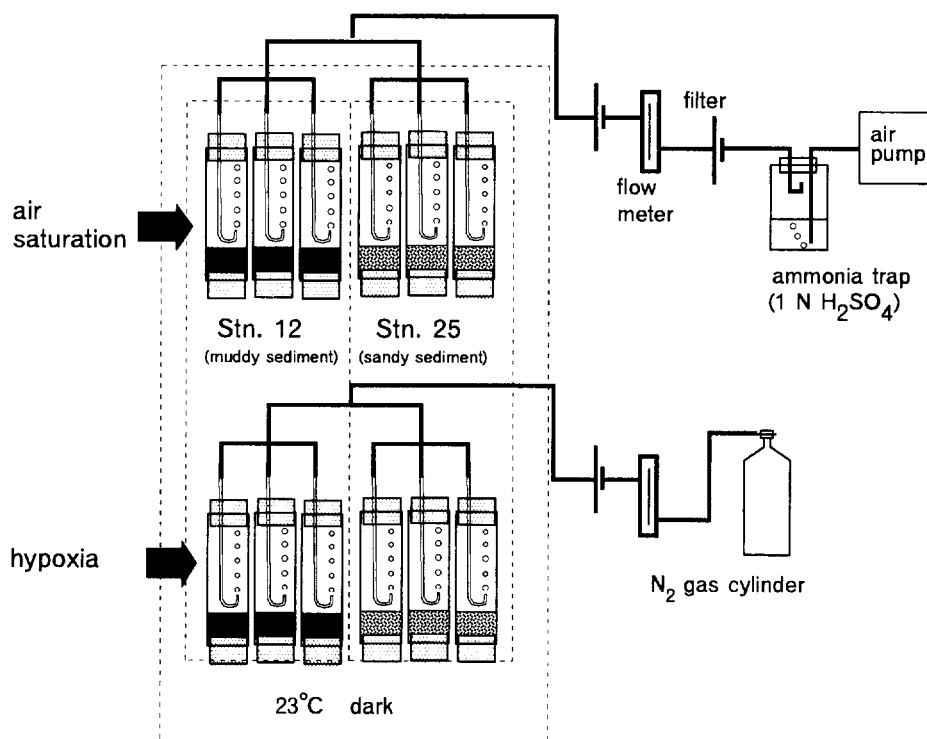 filter
air
pump
flow
meter
air
saturation
ammonia trap
(1 N H₂SO₄)
Stn. 12
(muddy sediment)
Stn. 25
(sandy sediment)
hypoxia
N₂ gas cylinder
23°C dark